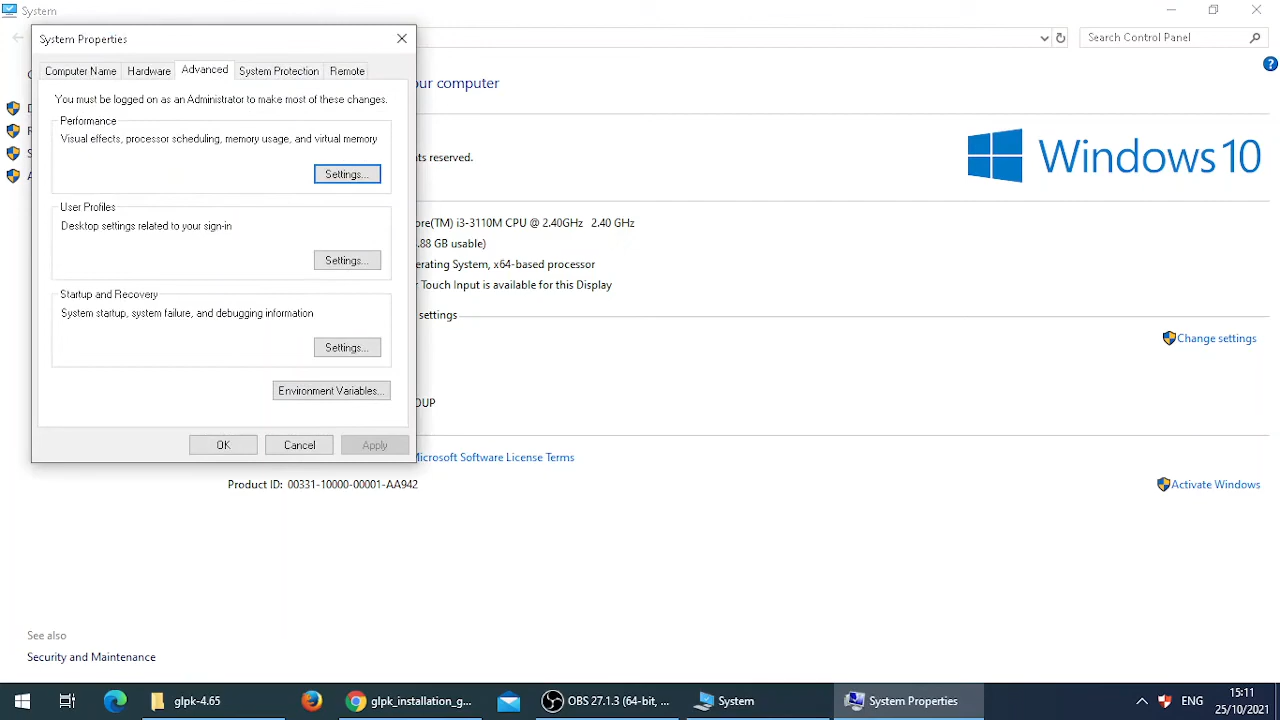 System
System Properties
Search Control Panel
Computer Name
Hardware
Advanced
System Protection
Remote
our computer
You must be logged on as an Administrator to make most of these changes.
Performance
Visual effects, processor scheduling, memory usage, and virtual memory
Settings...
ts reserved.
Windows 10
User Profiles
Desktop settings related to your sign-in
Settings...
ore(TM) i3-3110M CPU @ 2.40GHz 2.40 GHz
.88 GB usable)
erating System, x64-based processor
r Touch Input is available for this Display
Startup and Recovery
System startup, system failure, and debugging information
Settings...
settings
Change settings
Environment Variables...
OUP
OK
Cancel
Apply
Microsoft Software License Terms
Product ID: 00331-10000-00001-AA942
Activate Windows
See also
Security and Maintenance
glpk-4.65
glpk_installation_g...
OBS 27.1.3 (64-bit, ...
System
System Properties
ENG
15:11
25/10/2021